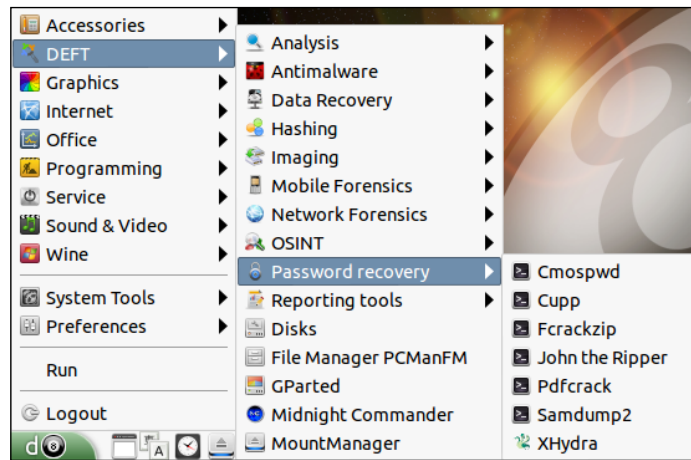 Accessories
DEFT
Graphics
Internet
Office
Programming
Service
Sound & Video
Wine
System Tools
Preferences
Run
Logout
Analysis
Antimalware
Data Recovery
Hashing
Imaging
Mobile Forensics
Network Forensics
OSINT
Password recovery
Reporting tools
Disks
File Manager PCManFM
GParted
Midnight Commander
MountManager
Cmospwd
Cupp
Fcrackzip
John the Ripper
Pdfcrack
Samdump2
XHydra
d8
A